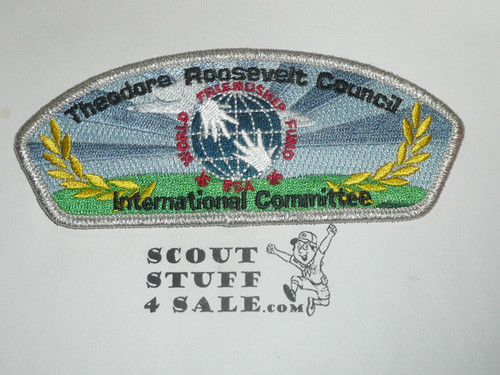 Theodore Roosevelt Council
WORLD FRIENDSHIP FUND
BSA
International Committee
SCOUT
STUFF
4 SALE.COM